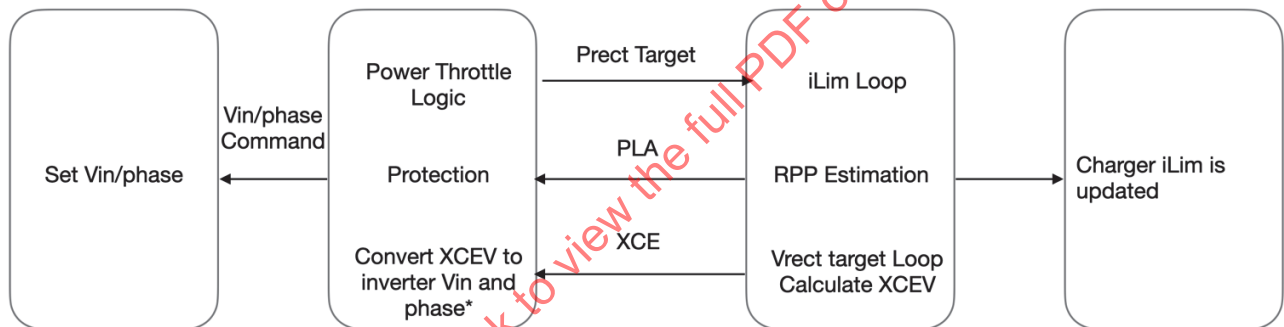 Set Vin/phase
Vin/phase
Command
Power Throttle
Logic
Protection
Convert XCEV to
inverter Vin and
phase*
Prect Target
PLA
XCE
iLim Loop
RPP Estimation
Vrect target Loop
Calculate XCEV
Charger iLim is
updated
to view the full PDF